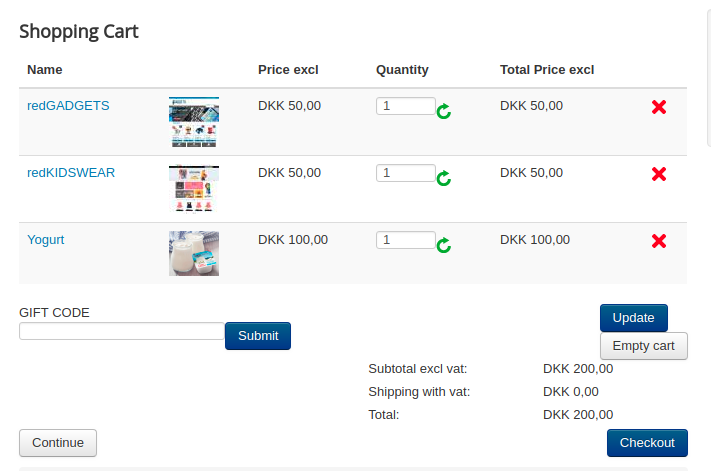 Shopping Cart
Name Price excl Quantity Total Price excl
redGADGETS DKK 50,00 1 DKK 50,00
redKIDSWEAR DKK 50,00 1 DKK 50,00
Yogurt DKK 100,00 1 DKK 100,00
GIFT CODE
Update
Submit
Empty cart
Subtotal excl vat: DKK 200,00
Shipping with vat: DKK 0,00
Total: DKK 200,00
Continue Checkout